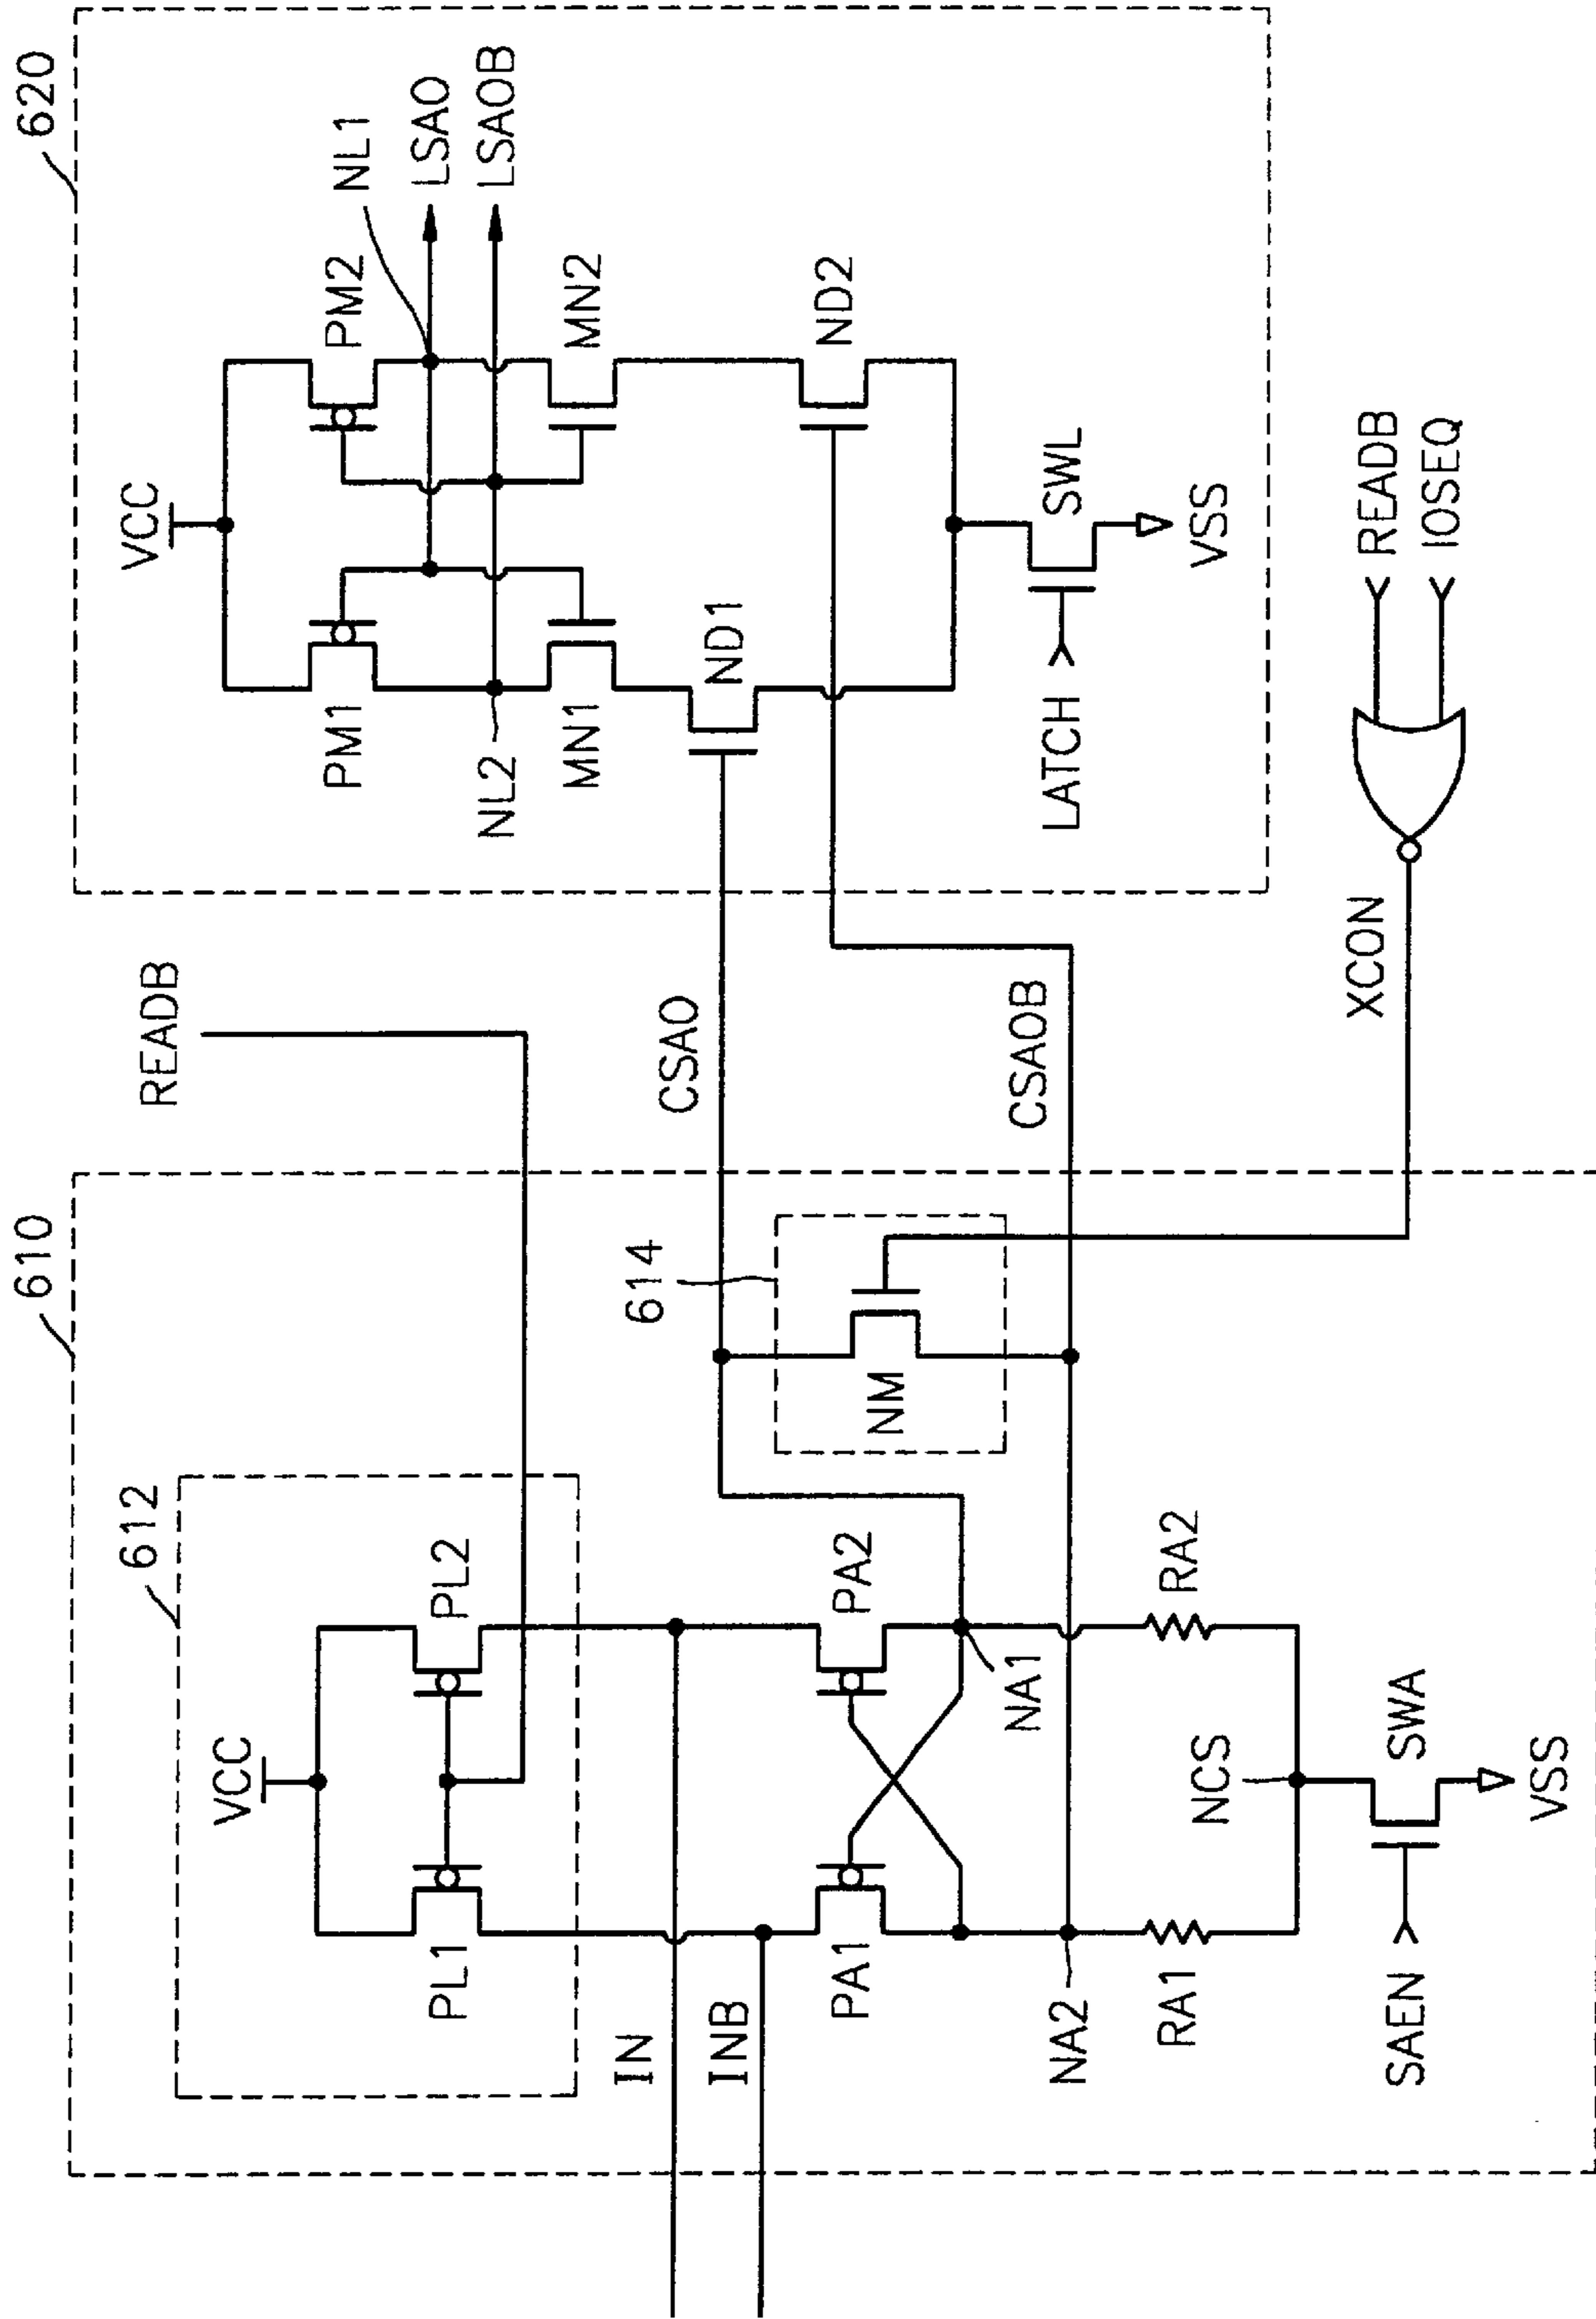 610
620
612
VCC
PL1
PL2
READB
IN
INB
614
NM
PA1
PA2
NA1
NA2
RA1
RA2
NCS
SAEN
SWA
VSS
CSAO
CSAOB
XCON
VCC
PM1
PM2
NL1
LSAO
LSAOB
NL2
MN1
MN2
ND1
ND2
LATCH
SWL
VSS
READB
IOSEQ